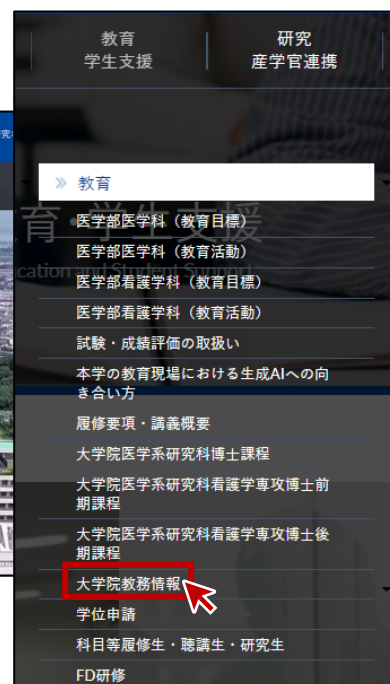 教育
学生支援
研究
産学官連携
» 教育
育・学生支援
cation and Student Support
医学部医学科（教育目標）
医学部医学科（教育活動）
医学部看護学科（教育目標）
医学部看護学科（教育活動）
試験・成績評価の取扱い
本学の教育現場における生成AIへの向
き合い方
履修要項・講義概要
大学院医学系研究科博士課程
大学院医学系研究科看護学専攻博士前
期課程
大学院医学系研究科看護学専攻博士後
期課程
大学院教務情報
学位申請
科目等履修生・聴講生・研究生
FD研修